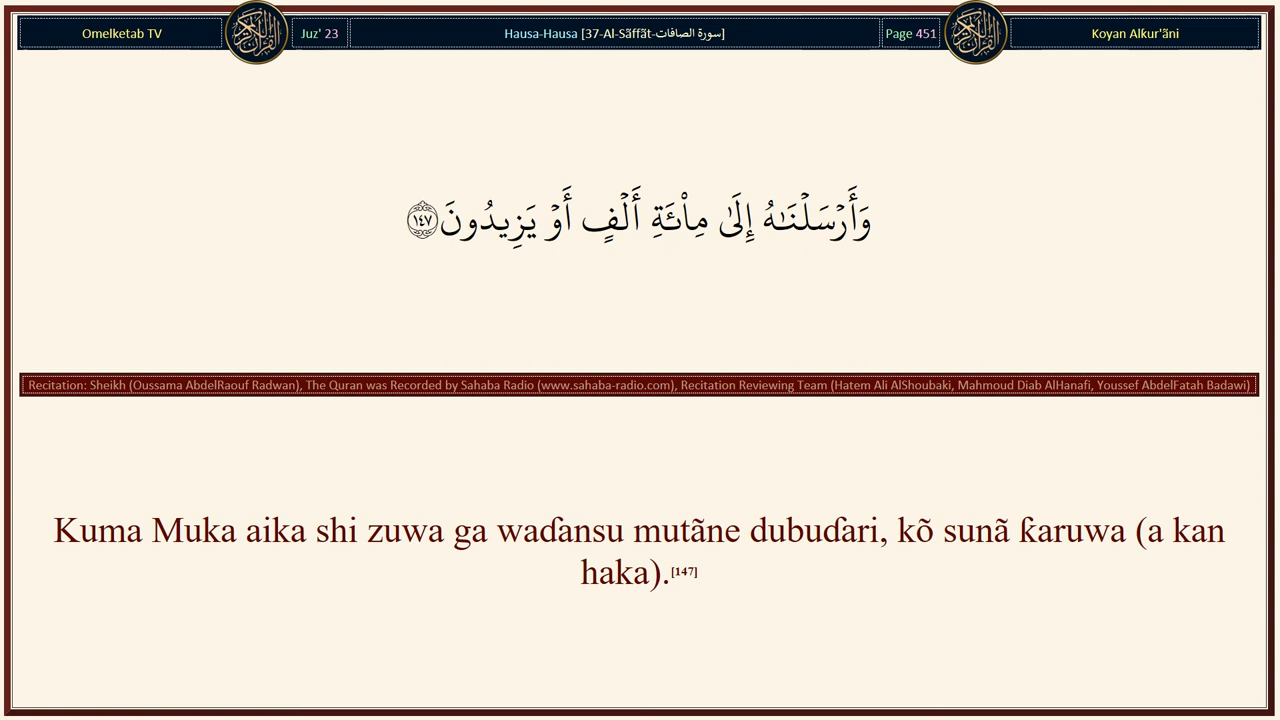 Omelketab TV
Juz' 23
Hausa-Hausa [37-Al-Sãffãt-سورة الصافات]
Page 451
Koyan Alƙur'ãni
وَأَرۡسَلۡنَٰهُ إِلَىٰ مِاْئَةِ أَلۡفٍ أَوۡ يَزِيدُونَ ١٤٧
Recitation: Sheikh (Oussama AbdelRaouf Radwan), The Quran was Recorded by Sahaba Radio (www.sahaba-radio.com), Recitation Reviewing Team (Hatem Ali AlShoubaki, Mahmoud Diab AlHanafi, Youssef AbdelFatah Badawi)
Kuma Muka aika shi zuwa ga waɗansu mutãne dubuɗari, kõ sunã ƙaruwa (a kan
haka).[147]